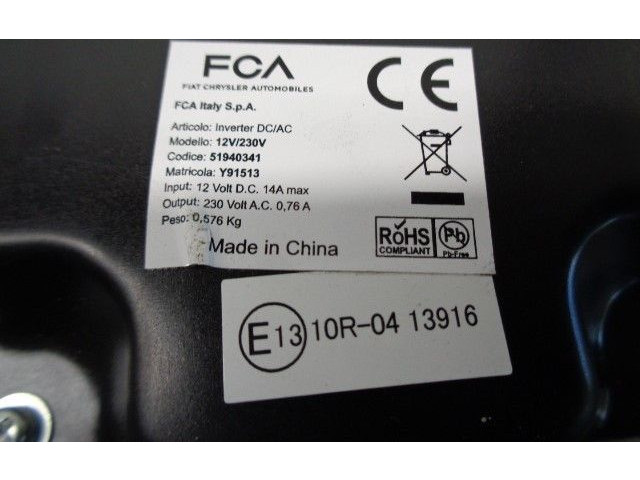 FCA
FIAT CHRYSLER AUTOMOBILES
CE
FCA Italy S.p.A.
Articolo: Inverter DC/AC
Modello: 12V/230V
Codice: 51940341
Matricola: Y91513
Input: 12 Volt D.C. 14A max
Output: 230 Volt A.C. 0,76 A
Peso: 0,576 Kg
Made in China
RoHS
COMPLIANT
Pb
Pb-Free
E13 10R-04 13916